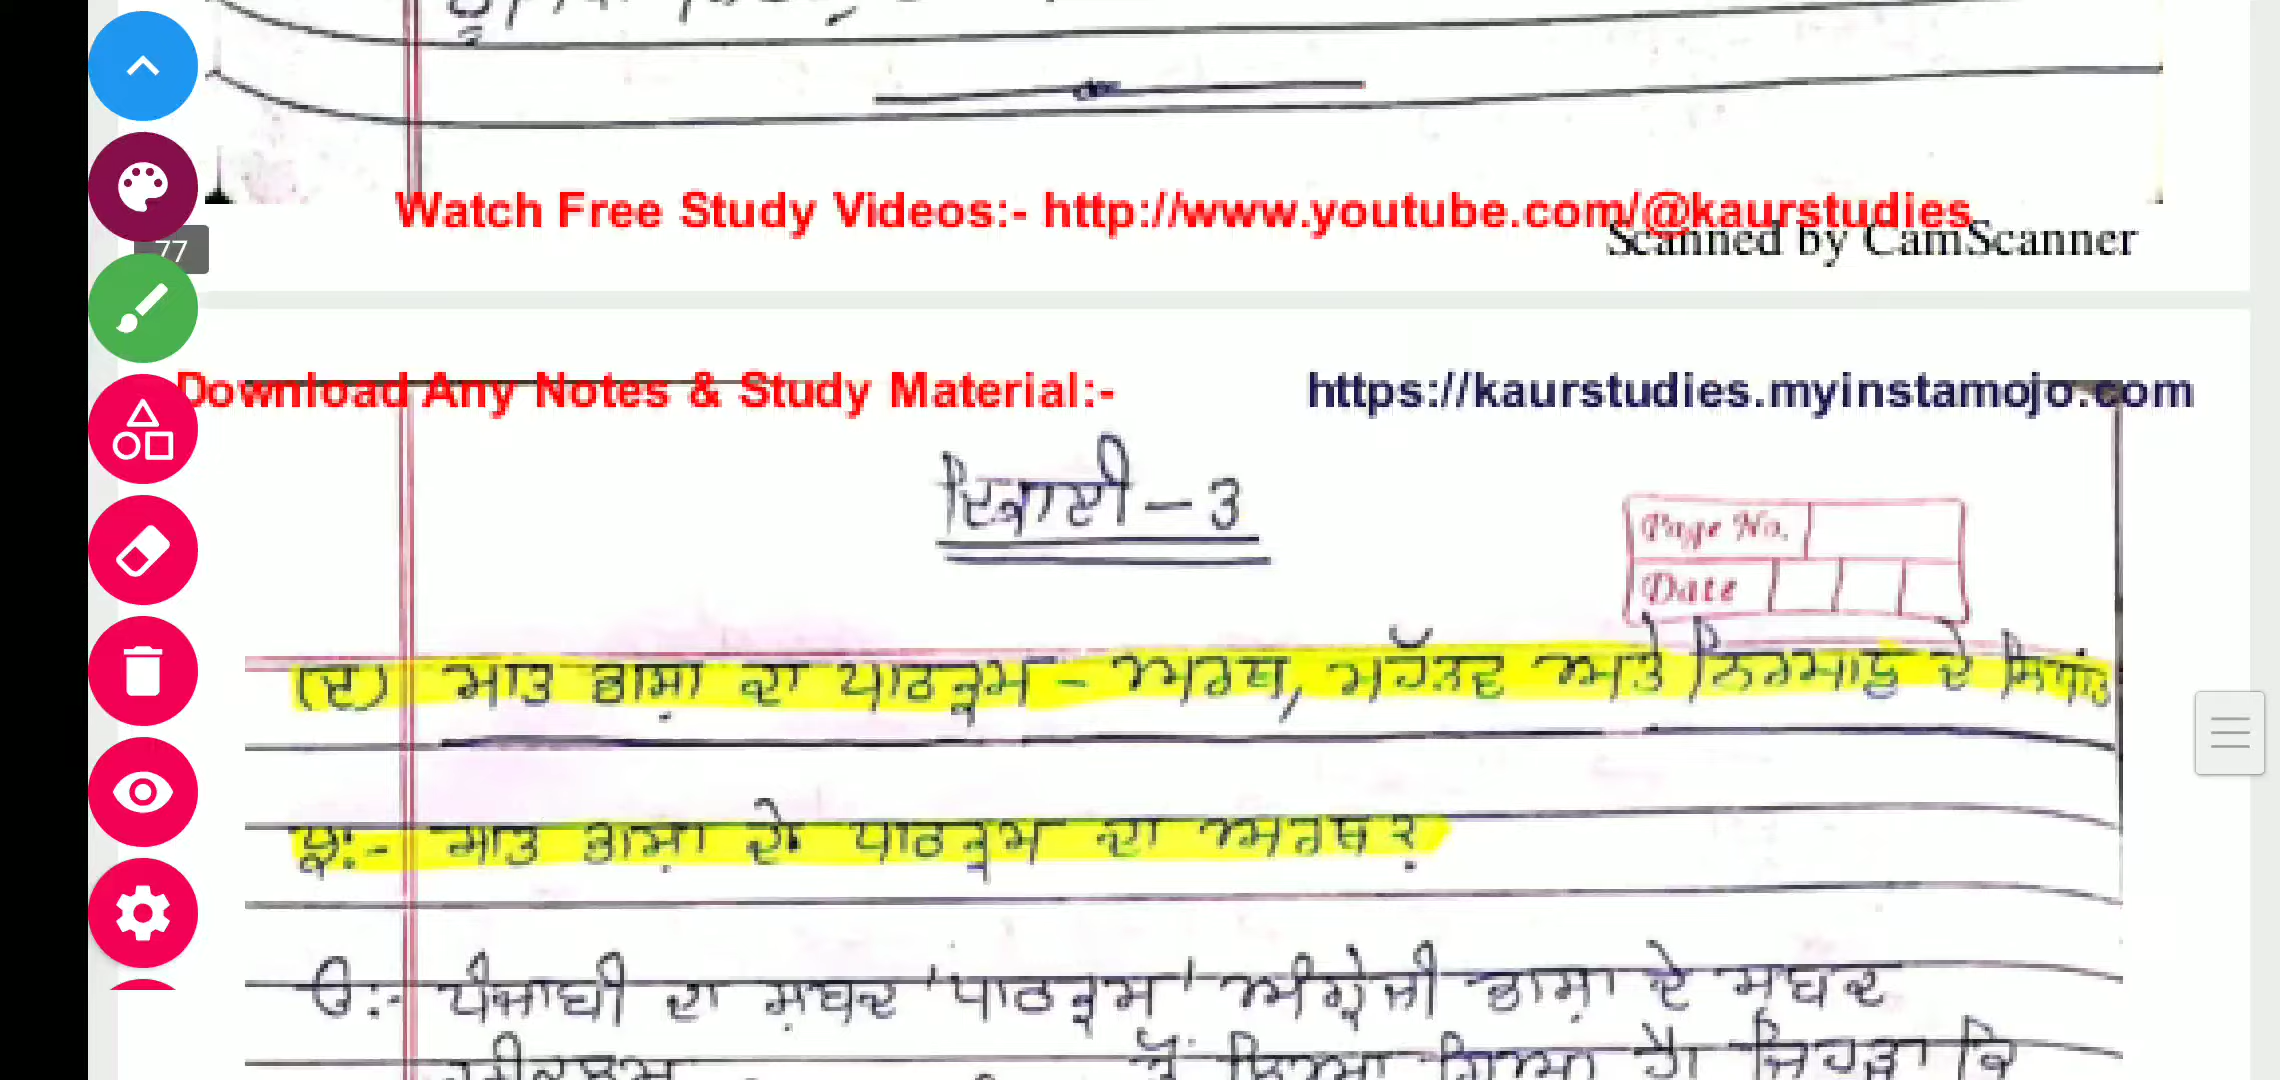 Watch Free Study Videos:- http://www.youtube.com/@kaurstudies
Scanned by CamScanner
77
Download Any Notes & Study Material:- https://kaurstudies.myinstamojo.com
ਇਕਾਈ - 3
Page No.
Date
(ੲ) ਮਾਤ ਭਾਸ਼ਾ ਦਾ ਪਾਠਕ੍ਰਮ - ਅਰਥ, ਮਹੱਤਵ ਅਤੇ ਨਿਰਮਾਣ ਦੇ ਸਿਧਾਂਤ
ਪ੍ਰ:- ਮਾਤ ਭਾਸ਼ਾ ਦੇ ਪਾਠਕ੍ਰਮ ਦਾ ਅਰਥ ?
ਉ:- ਪੰਜਾਬੀ ਦਾ ਸ਼ਬਦ 'ਪਾਠਕ੍ਰਮ' ਅੰਗ੍ਰੇਜੀ ਭਾਸ਼ਾ ਦੇ ਸ਼ਬਦ
ਤੋਂ ਲਿਆ ਗਿਆ ਹੈ। ਜਿਹੜਾ ਕਿ